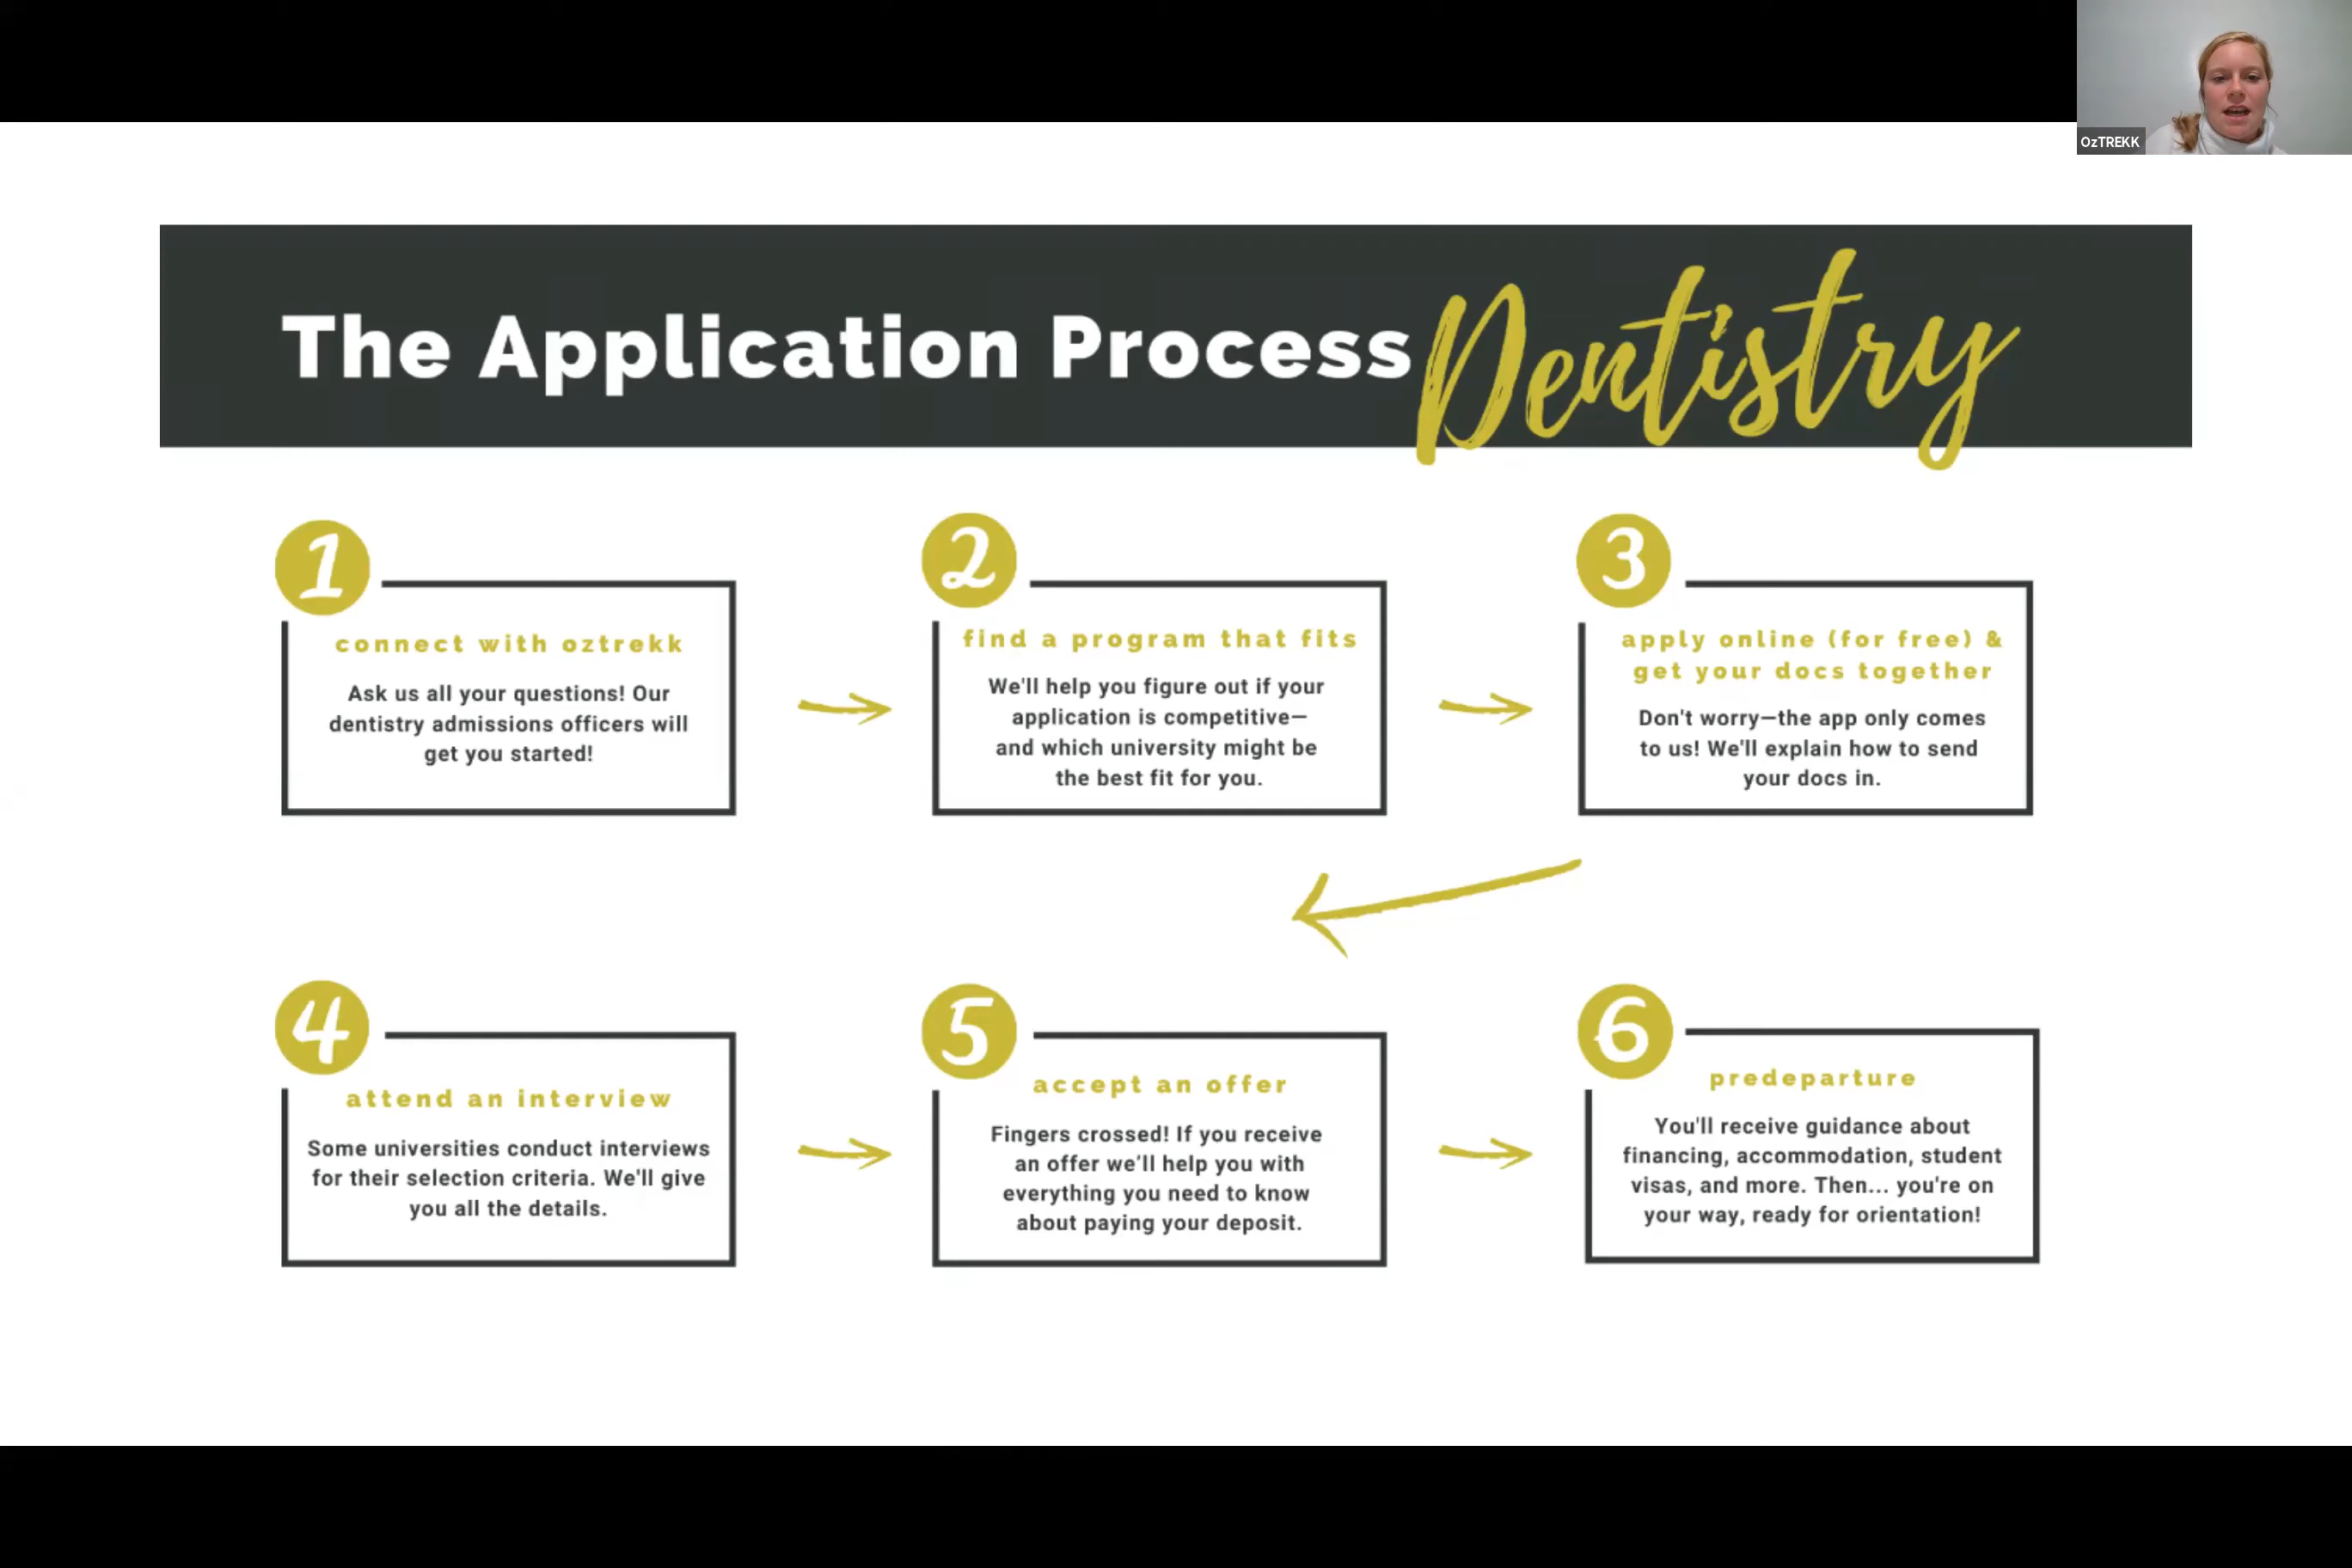 OzTREKK
The Application Process Dentistry
1
connect with oztrekk
Ask us all your questions! Our
dentistry admissions officers will
get you started!
2
find a program that fits
We'll help you figure out if your
application is competitive—
and which university might be
the best fit for you.
3
apply online (for free) &
get your docs together
Don't worry—the app only comes
to us! We'll explain how to send
your docs in.
4
attend an interview
Some universities conduct interviews
for their selection criteria. We'll give
you all the details.
5
accept an offer
Fingers crossed! If you receive
an offer we’ll help you with
everything you need to know
about paying your deposit.
6
predeparture
You'll receive guidance about
financing, accommodation, student
visas, and more. Then... you're on
your way, ready for orientation!